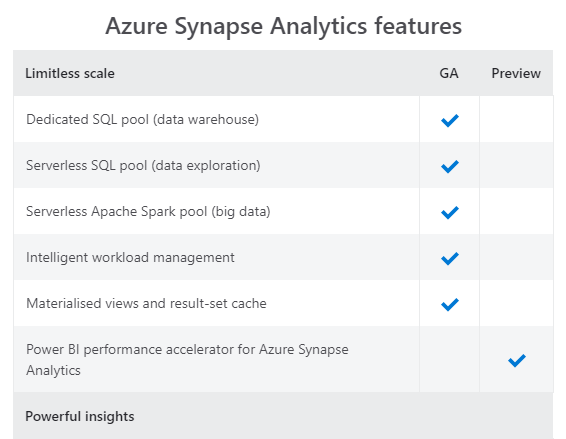 Azure Synapse Analytics features
Limitless scale GA Preview
Dedicated SQL pool (data warehouse)
Serverless SQL pool (data exploration)
Serverless Apache Spark pool (big data)
Intelligent workload management
Materialised views and result-set cache
Power BI performance accelerator for Azure Synapse
Analytics
Powerful insights